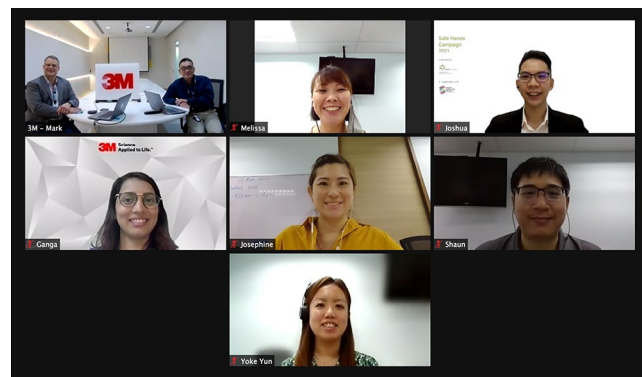 3M
3M - Mark
Melissa
Safe Hands
Campaign
2021
Joshua
3M Science.
Applied to Life.™
Ganga
Josephine
Shaun
Yoke Yun